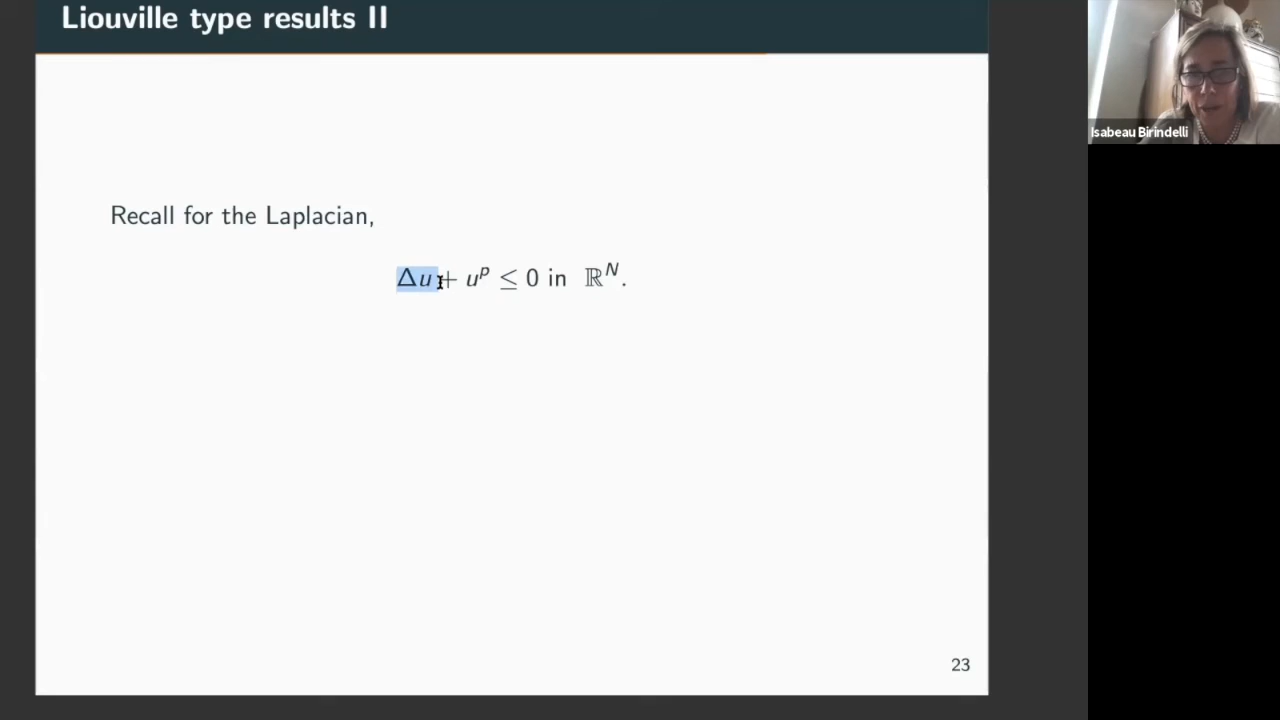 Liouville type results II
Recall for the Laplacian,
Δu + u^p ≤ 0 in ℝ^N.
23
Isabeau Birindelli